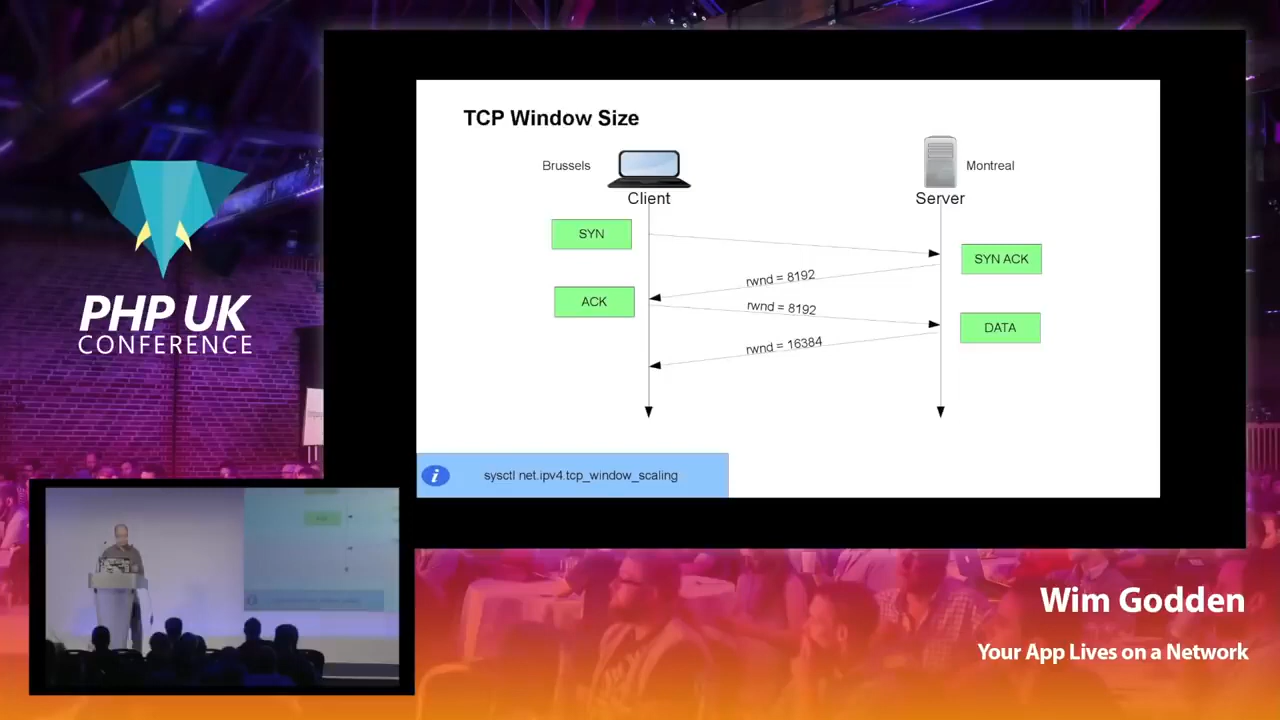 TCP Window Size
Brussels
Montreal
Client
Server
SYN
SYN ACK
rwnd = 8192
ACK
rwnd = 8192
DATA
rwnd = 16384
i
sysctl net.ipv4.tcp_window_scaling
PHP UK
CONFERENCE
Wim Godden
Your App Lives on a Network